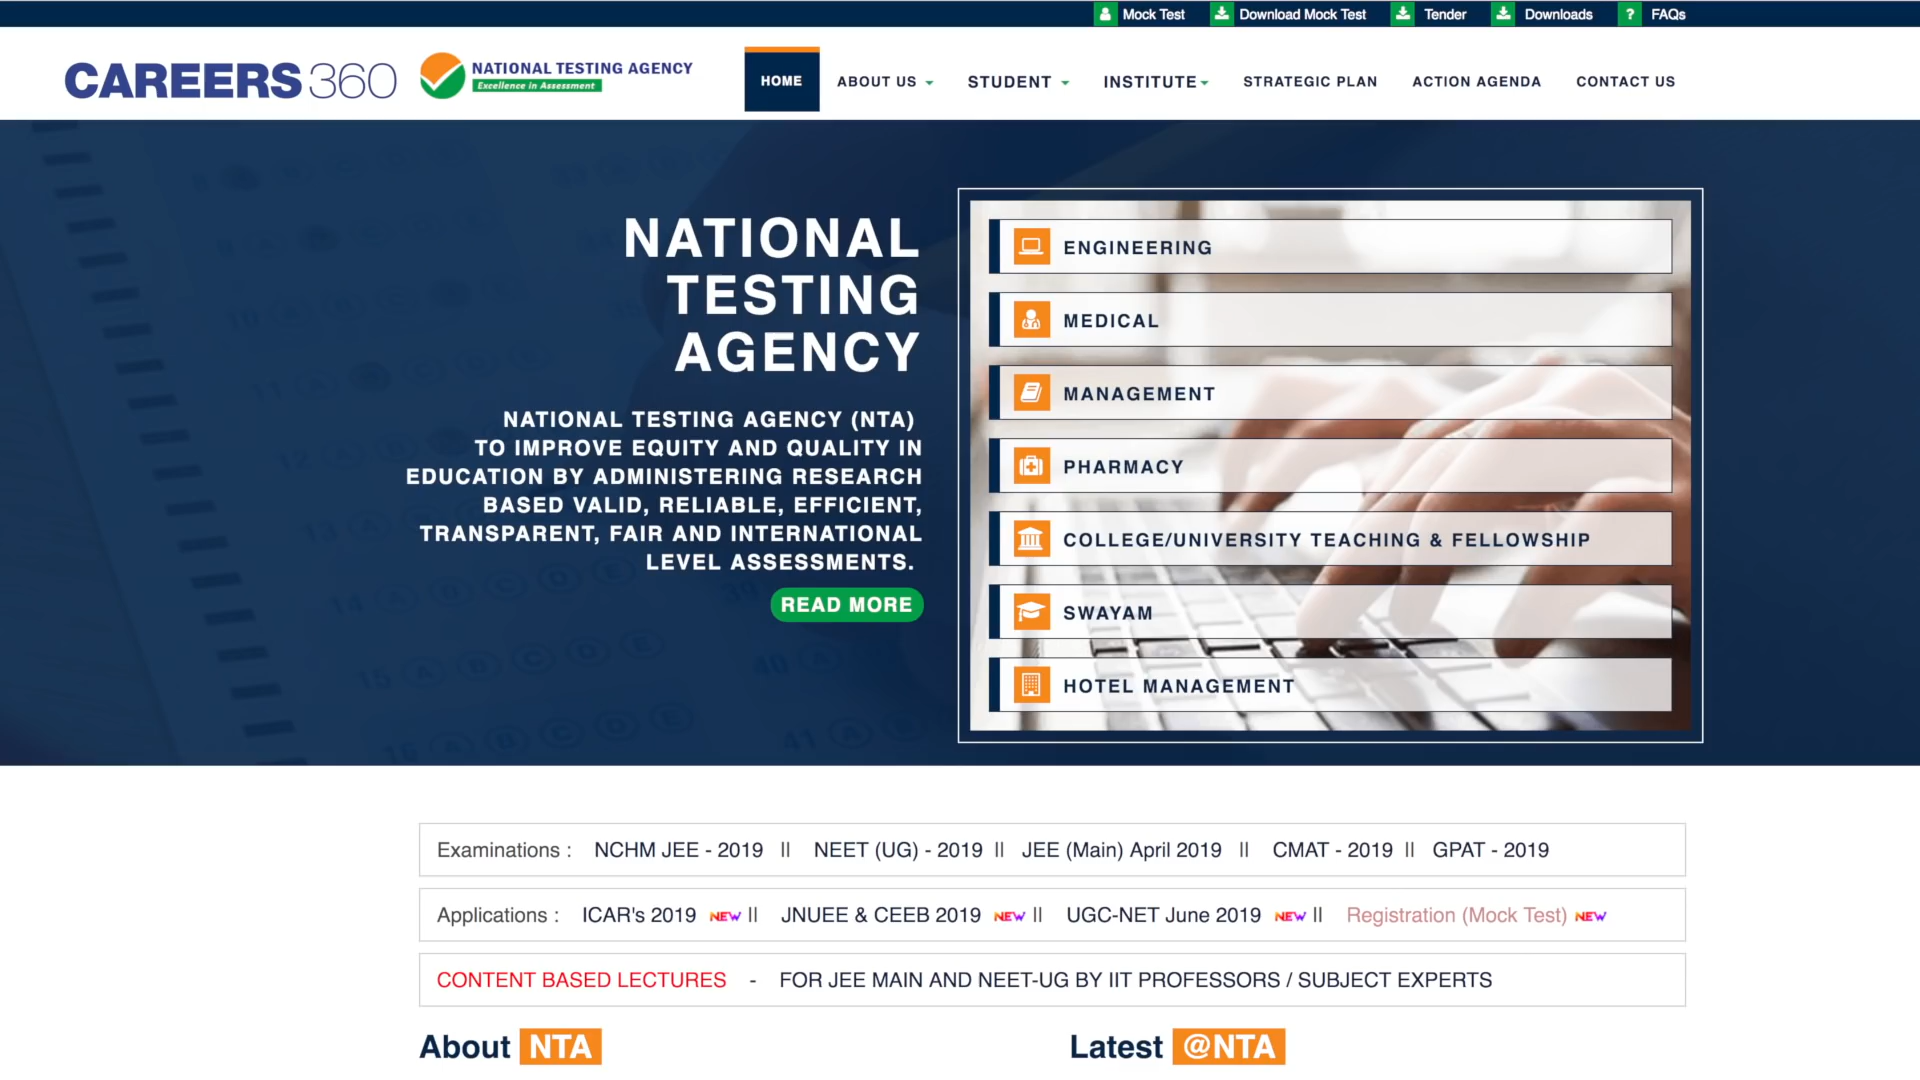 Mock Test Download Mock Test Tender Downloads ? FAQs
CAREERS360
NATIONAL TESTING AGENCY
Excellence in Assessment
HOME ABOUT US STUDENT INSTITUTE STRATEGIC PLAN ACTION AGENDA CONTACT US
NATIONAL
TESTING
AGENCY
NATIONAL TESTING AGENCY (NTA)
TO IMPROVE EQUITY AND QUALITY IN
EDUCATION BY ADMINISTERING RESEARCH
BASED VALID, RELIABLE, EFFICIENT,
TRANSPARENT, FAIR AND INTERNATIONAL
LEVEL ASSESSMENTS.
READ MORE
ENGINEERING
MEDICAL
MANAGEMENT
PHARMACY
COLLEGE/UNIVERSITY TEACHING & FELLOWSHIP
SWAYAM
HOTEL MANAGEMENT
Examinations : NCHM JEE - 2019 || NEET (UG) - 2019 || JEE (Main) April 2019 || CMAT - 2019 || GPAT - 2019
Applications : ICAR's 2019 NEW || JNUEE & CEEB 2019 NEW || UGC-NET June 2019 NEW || Registration (Mock Test) NEW
CONTENT BASED LECTURES - FOR JEE MAIN AND NEET-UG BY IIT PROFESSORS / SUBJECT EXPERTS
About NTA
Latest @NTA